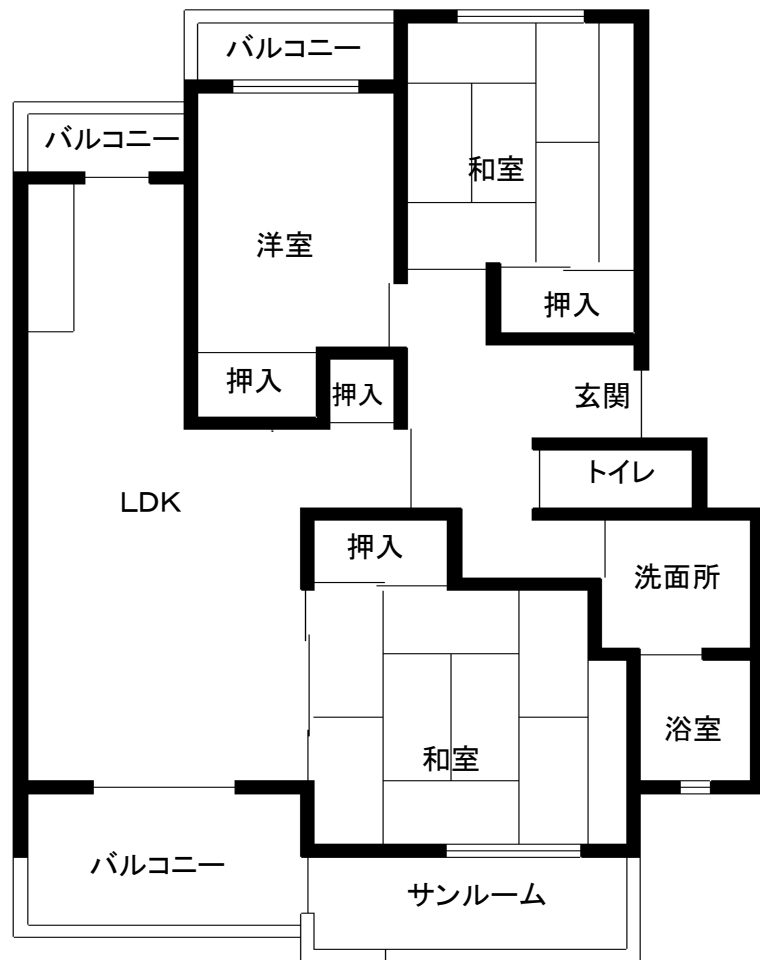 バルコニー
バルコニー
和室
洋室
押入
押入
押入
玄関
トイレ
LDK
押入
洗面所
浴室
和室
バルコニー
サンルーム